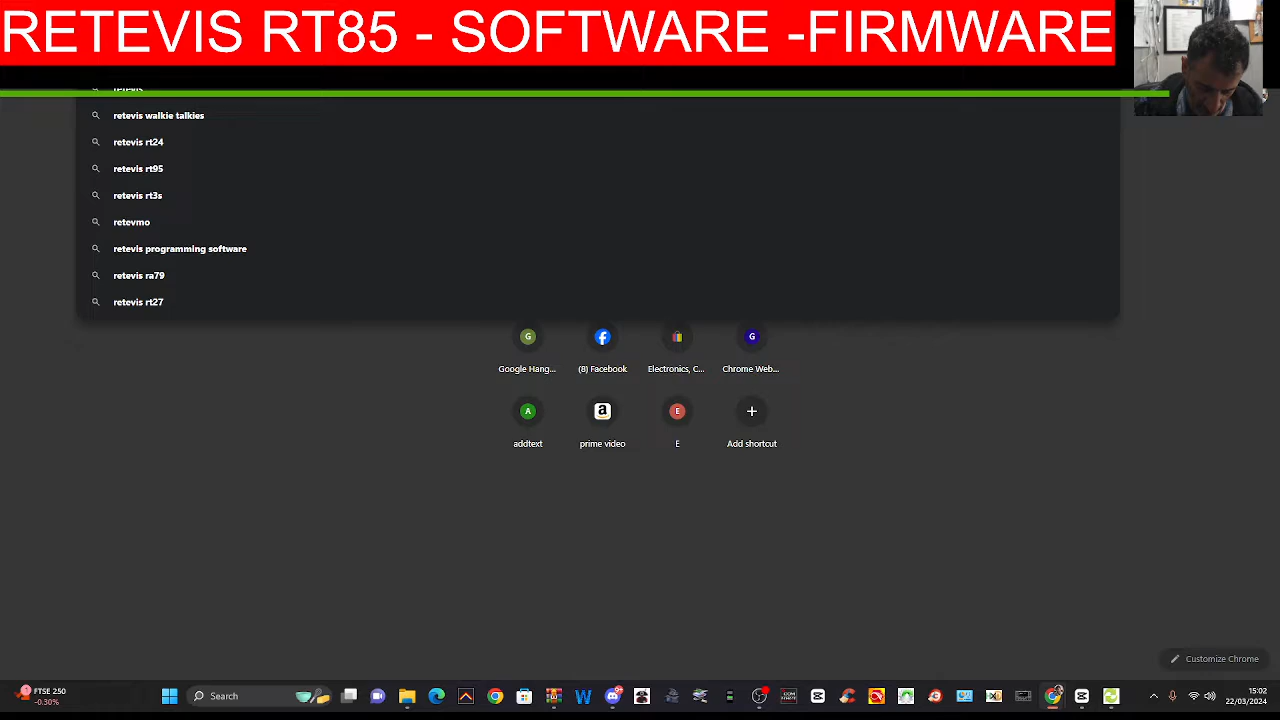 RETEVIS RT85 - SOFTWARE -FIRMWARE
retevis
retevis walkie talkies
retevis rt24
retevis rt95
retevis rt3s
retevmo
retevis programming software
retevis ra79
retevis rt27
Google Hang...
(8) Facebook
Electronics, C...
Chrome Web...
addtext
prime video
E
Add shortcut
Customize Chrome
FTSE 250
-0.30%
Search
15:02
22/03/2024